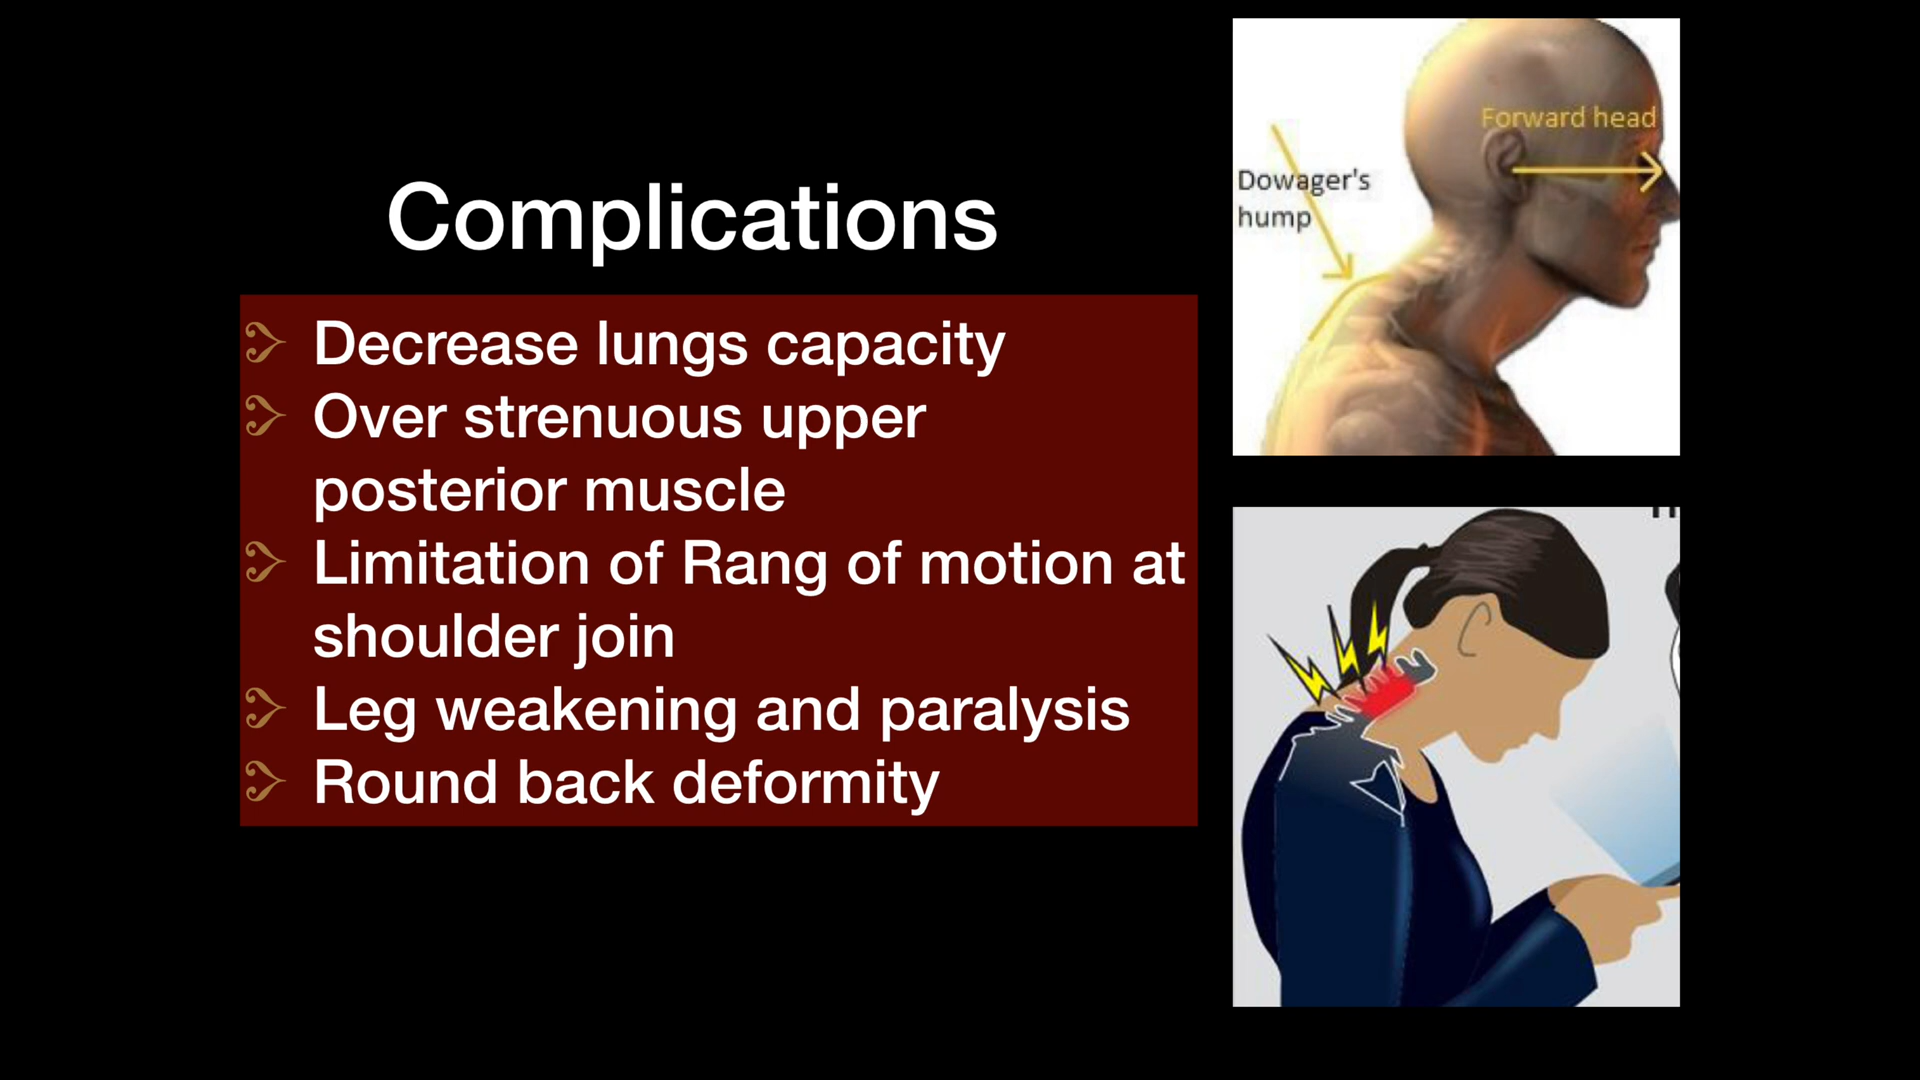 Complications
Decrease lungs capacity
Over strenuous upper
posterior muscle
Limitation of Rang of motion at
shoulder join
Leg weakening and paralysis
Round back deformity
Forward head
Dowager's
hump